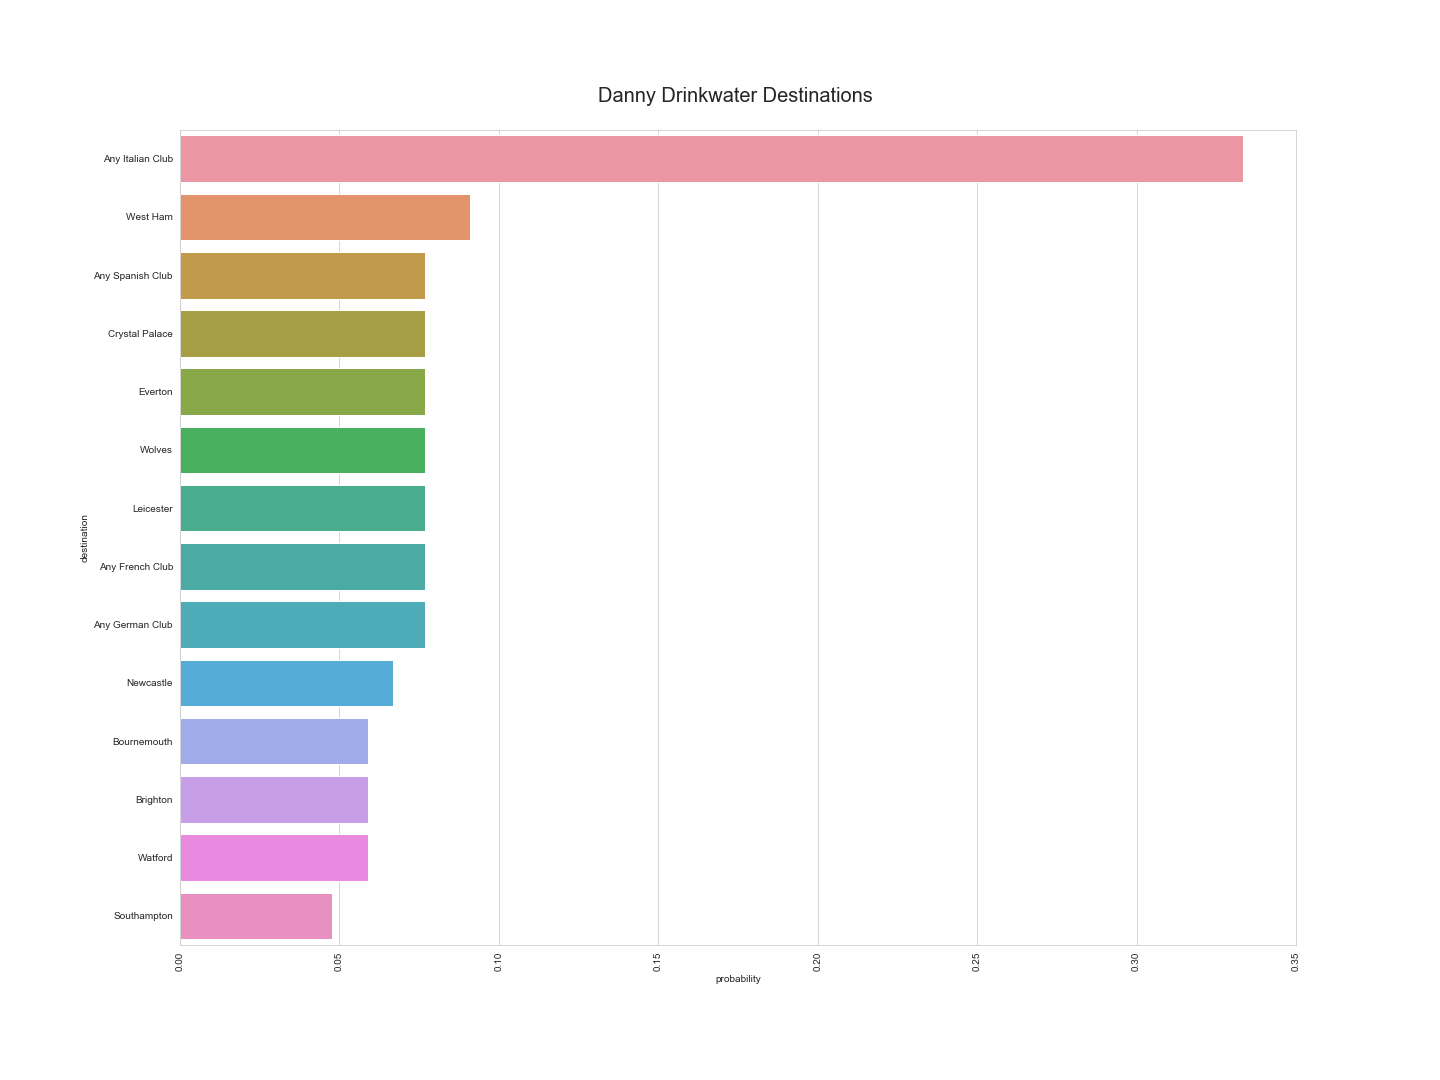 Danny Drinkwater Destinations
Any Italian Club
West Ham
Any Spanish Club
Crystal Palace
Everton
Wolves
Leicester
Any French Club
Any German Club
Newcastle
Bournemouth
Brighton
Watford
Southampton
destination
0.00
0.05
0.10
0.15
0.20
0.25
0.30
0.35
probability